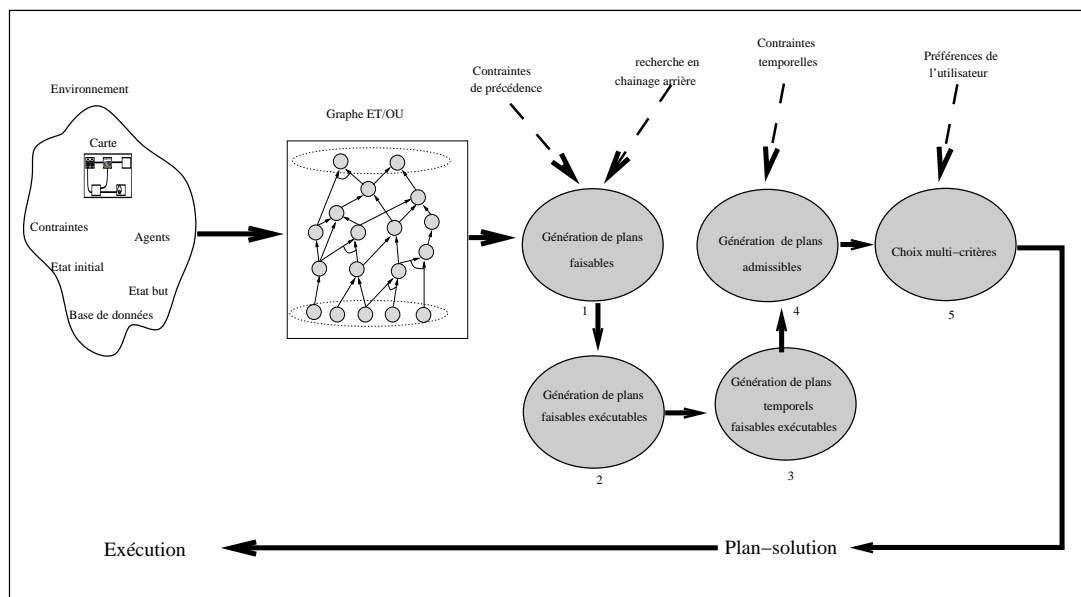 Environnement
Carte
Contraintes
Agents
Etat initial
Etat but
Base de données
Graphe ET/OU
Contraintes
de précédence
recherche en
chainage arrière
Contraintes
temporelles
Préférences de
l'utilisateur
Génération de plans
faisables
1
Génération de plans
faisables exécutables
2
Génération de plans
temporels
faisables exécutables
3
Génération de plans
admissibles
4
Choix multi−critères
5
Plan−solution
Exécution